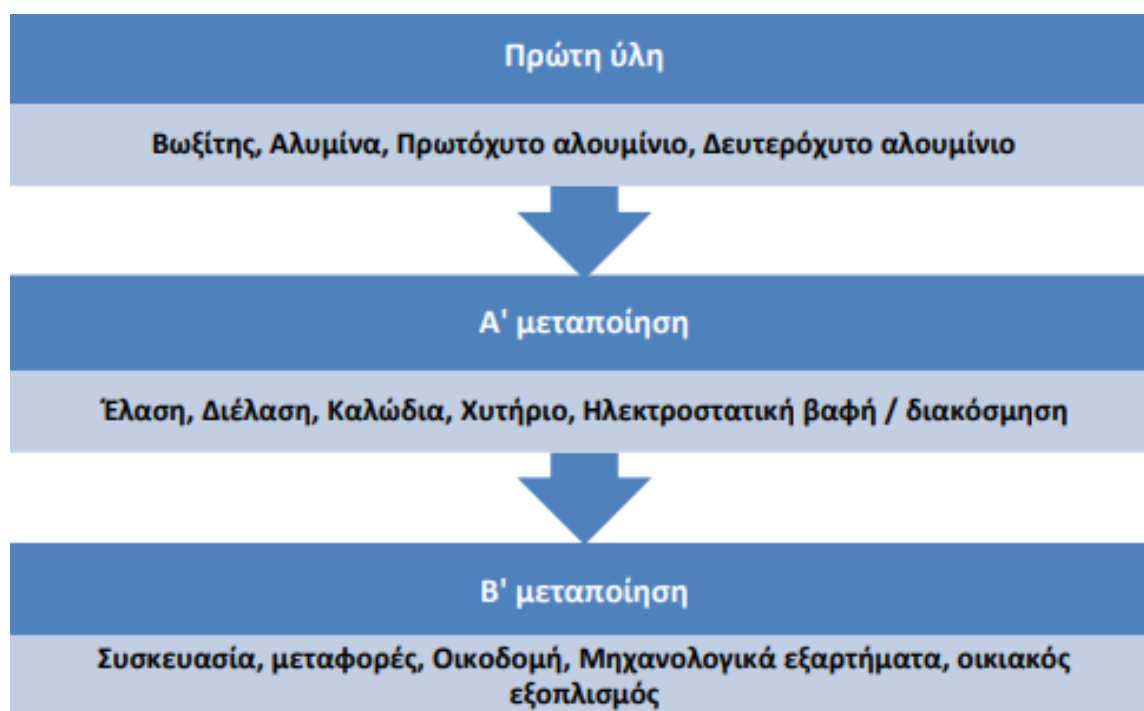 Πρώτη ύλη
Βωξίτης, Αλυμίνα, Πρωτόχυτο αλουμίνιο, Δευτερόχυτο αλουμίνιο
Α' μεταποίηση
Έλαση, Διέλαση, Καλώδια, Χυτήριο, Ηλεκτροστατική βαφή / διακόσμηση
Β' μεταποίηση
Συσκευασία, μεταφορές, Οικοδομή, Μηχανολογικά εξαρτήματα, οικιακός
εξοπλισμός